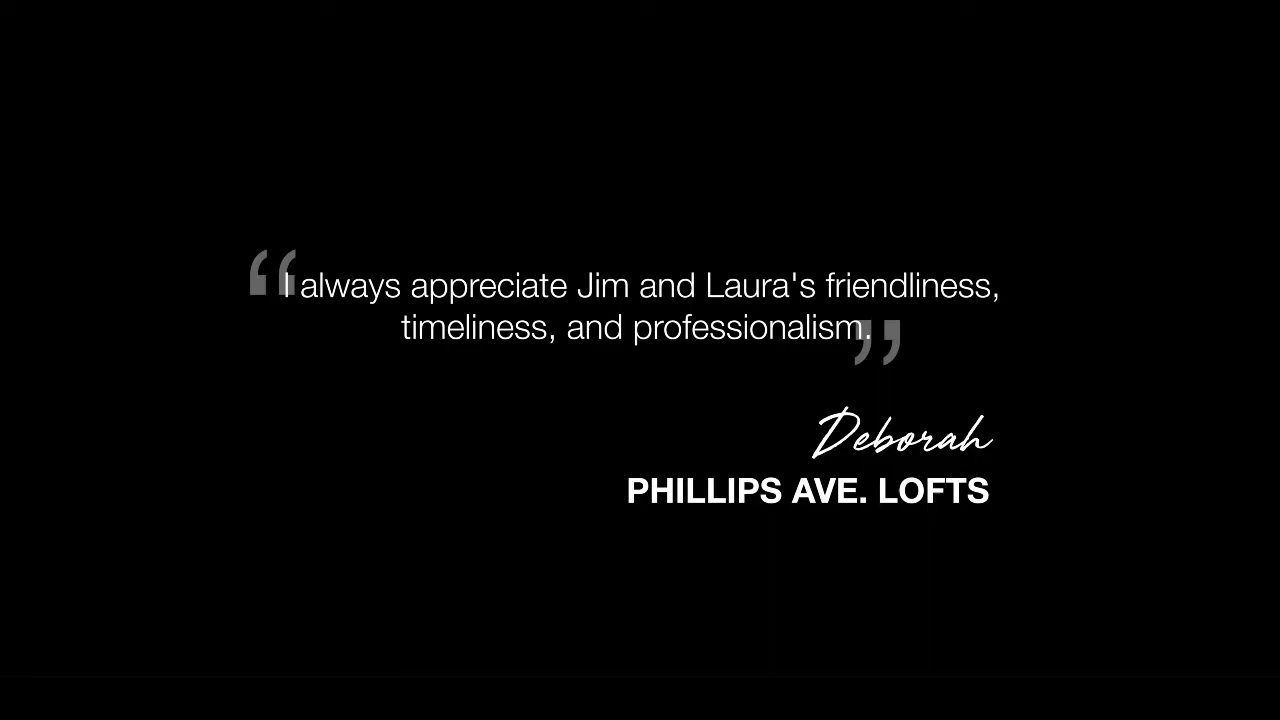 “I always appreciate Jim and Laura's friendliness,
timeliness, and professionalism.”
Deborah
PHILLIPS AVE. LOFTS